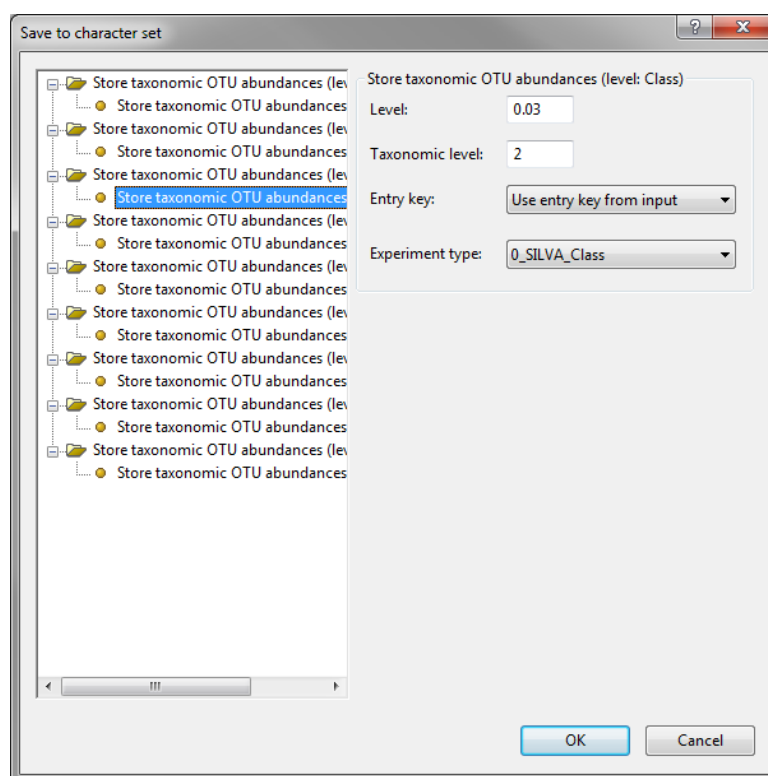 Save to character set
Store taxonomic OTU abundances (lev
Store taxonomic OTU abundances
Store taxonomic OTU abundances (lev
Store taxonomic OTU abundances
Store taxonomic OTU abundances (lev
Store taxonomic OTU abundances
Store taxonomic OTU abundances (lev
Store taxonomic OTU abundances
Store taxonomic OTU abundances (lev
Store taxonomic OTU abundances
Store taxonomic OTU abundances (lev
Store taxonomic OTU abundances
Store taxonomic OTU abundances (lev
Store taxonomic OTU abundances
Store taxonomic OTU abundances (lev
Store taxonomic OTU abundances
Store taxonomic OTU abundances (lev
Store taxonomic OTU abundances
Store taxonomic OTU abundances (level: Class)
Level: 0.03
Taxonomic level: 2
Entry key: Use entry key from input
Experiment type: 0_SILVA_Class
OK Cancel